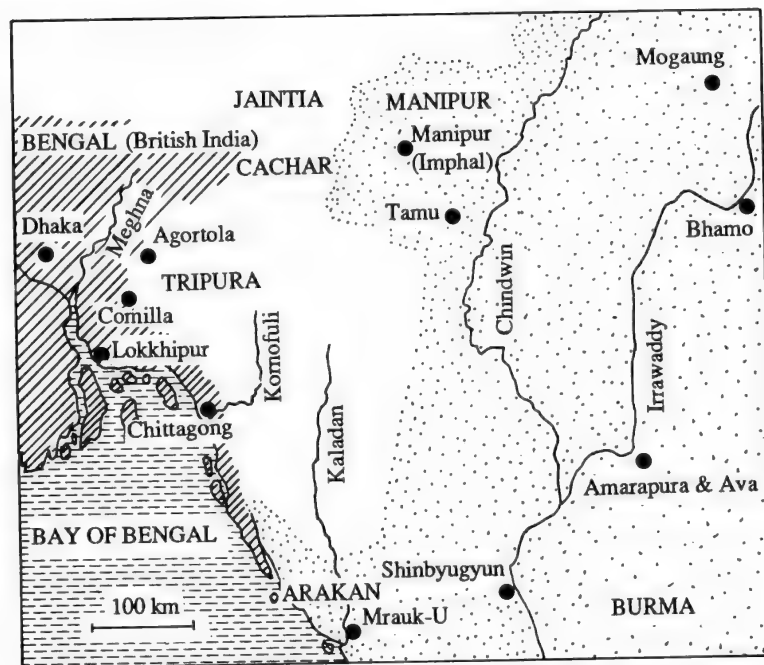 Mogaung
JAINTIA
MANIPUR
BENGAL (British India)
Manipur
(Imphal)
CACHAR
Dhaka
Meghna
Tamu
Bhamo
Agortola
TRIPURA
Comilla
Chindwin
Lokkhipur
Kornofuli
Irrawaddy
Chittagong
Kaladan
Amarapura & Ava
BAY OF BENGAL
Shinbyugyun
ARAKAN
100 km
Mrauk-U
BURMA